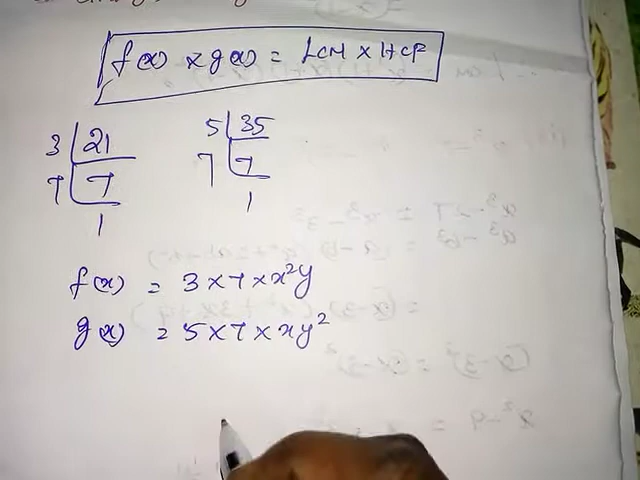 f(x) x g(x) = LCM x HCF
3 | 21 5 | 35
7 | 7 7 | 7
1 1
f(x) = 3 x 7 x x²y
g(x) = 5 x 7 x xy²